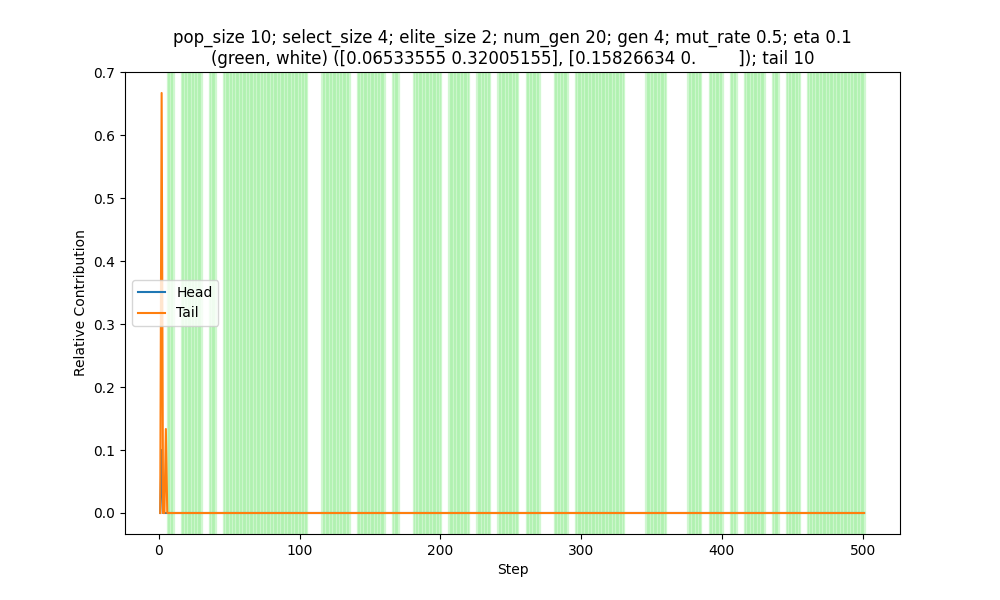 pop_size 10; select_size 4; elite_size 2; num_gen 20; gen 4; mut_rate 0.5; eta 0.1
(green, white) ([0.06533555 0.32005155], [0.15826634 0.        ]); tail 10
0.7
0.6
0.5
0.4
0.3
0.2
0.1
0.0
Relative Contribution
Head
Tail
0
100
200
300
400
500
Step